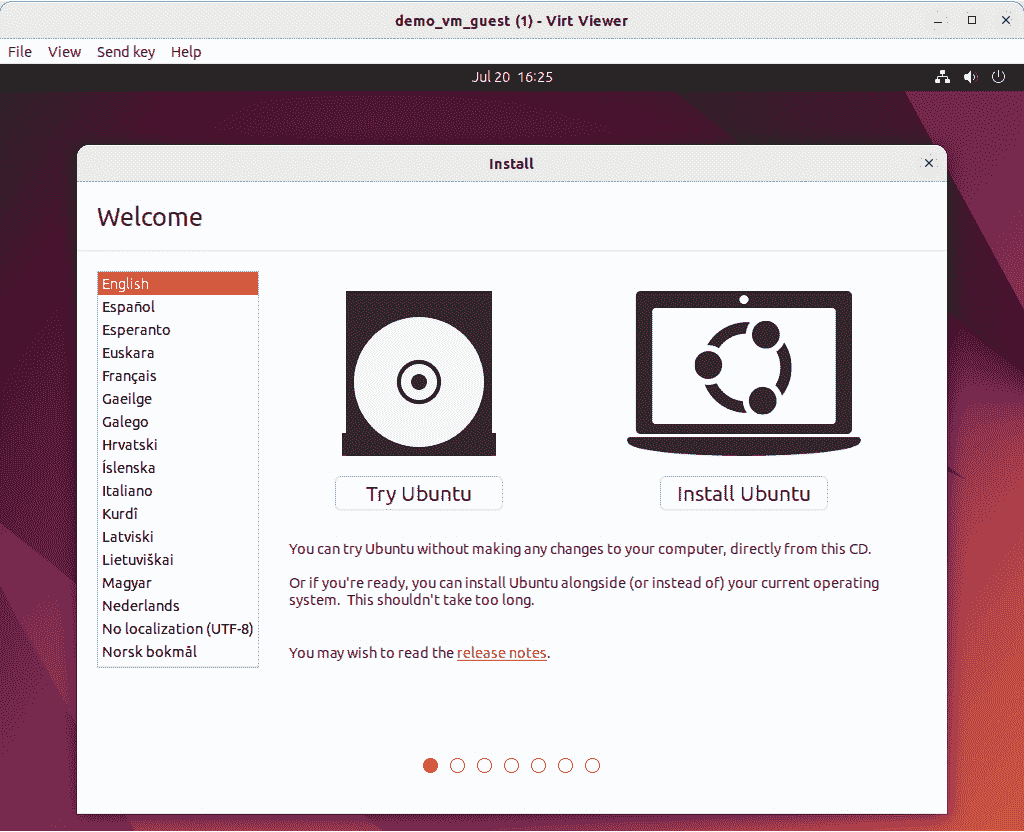 demo_vm_guest (1) - Virt Viewer
File View Send key Help
Jul 20 16:25
Install
Welcome
English
Español
Esperanto
Euskara
Français
Gaeilge
Galego
Hrvatski
Íslenska
Italiano
Kurdî
Latviski
Lietuviškai
Magyar
Nederlands
No localization (UTF-8)
Norsk bokmål
Try Ubuntu
Install Ubuntu
You can try Ubuntu without making any changes to your computer, directly from this CD.
Or if you're ready, you can install Ubuntu alongside (or instead of) your current operating
system. This shouldn't take too long.
You may wish to read the release notes.